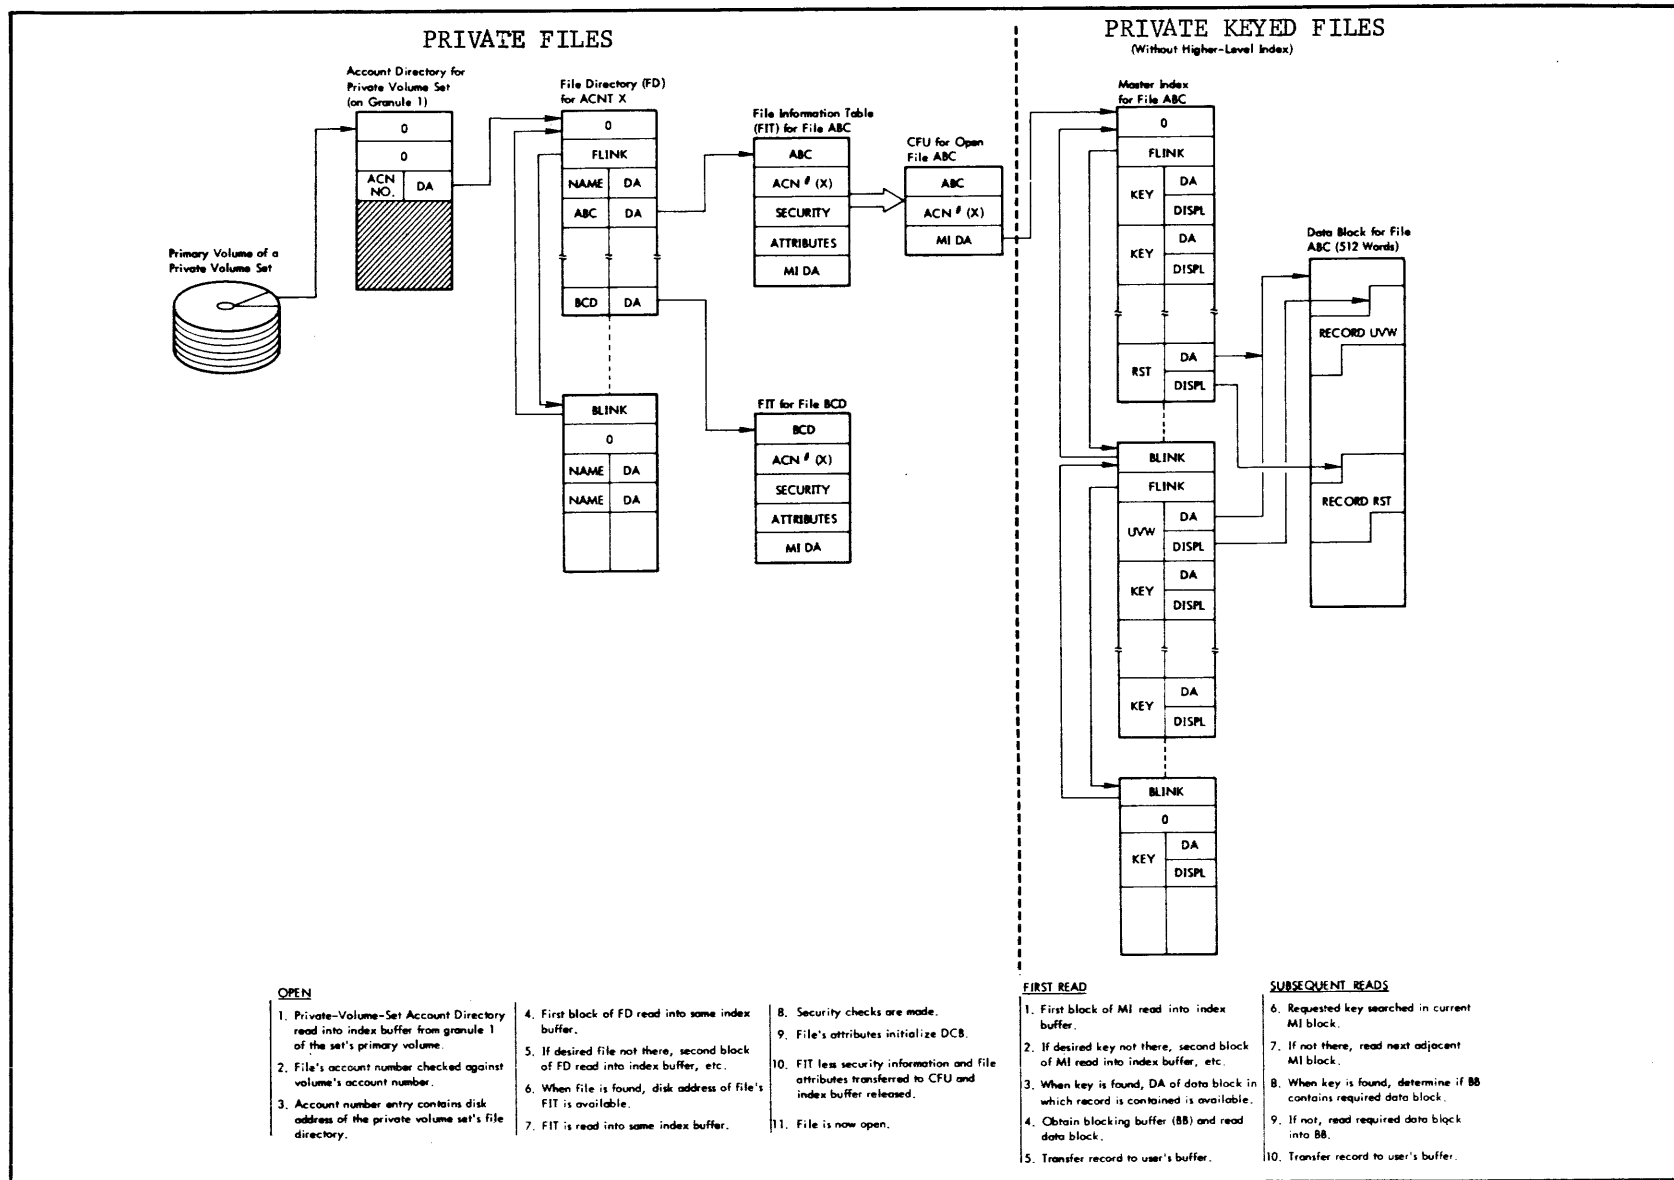 PRIVATE FILES
PRIVATE KEYED FILES
(Without Higher-Level Index)
Account Directory for
Private Volume Set
(on Granule 1)
0
0
ACN
NO.
DA
Primary Volume of a
Private Volume Set
File Directory (FD)
for ACNT X
0
FLINK
NAME DA
ABC DA
BCD DA
BLINK
0
NAME DA
NAME DA
File Information Table
(FIT) for File ABC
ABC
ACN # (X)
SECURITY
ATTRIBUTES
MI DA
FIT for File BCD
BCD
ACN # (X)
SECURITY
ATTRIBUTES
MI DA
CFU for Open
File ABC
ABC
ACN # (X)
MI DA
Master Index
for File ABC
0
FLINK
KEY
DA
DISPL
KEY
DA
DISPL
RST
DA
DISPL
BLINK
FLINK
UVW
DA
DISPL
KEY
DA
DISPL
KEY
DA
DISPL
BLINK
0
KEY
DA
DISPL
Data Block for File
ABC (512 Words)
RECORD UVW
RECORD RST
OPEN
1. Private-Volume-Set Account Directory
read into index buffer from granule 1
of the set's primary volume.
2. File's account number checked against
volume's account number.
3. Account number entry contains disk
address of the private volume set's file
directory.
4. First block of FD read into same index
buffer.
5. If desired file not there, second block
of FD read into index buffer, etc.
6. When file is found, disk address of file's
FIT is available.
7. FIT is read into same index buffer.
8. Security checks are made.
9. File's attributes initialize DCB.
10. FIT less security information and file
attributes transferred to CFU and
index buffer released.
11. File is now open.
FIRST READ
1. First block of MI read into index
buffer.
2. If desired key not there, second block
of MI read into index buffer, etc.
3. When key is found, DA of data block in
which record is contained is available.
4. Obtain blocking buffer (BB) and read
data block.
5. Transfer record to user's buffer.
SUBSEQUENT READS
6. Requested key searched in current
MI block.
7. If not there, read next adjacent
MI block.
8. When key is found, determine if BB
contains required data block.
9. If not, read required data block
into BB.
10. Transfer record to user's buffer.